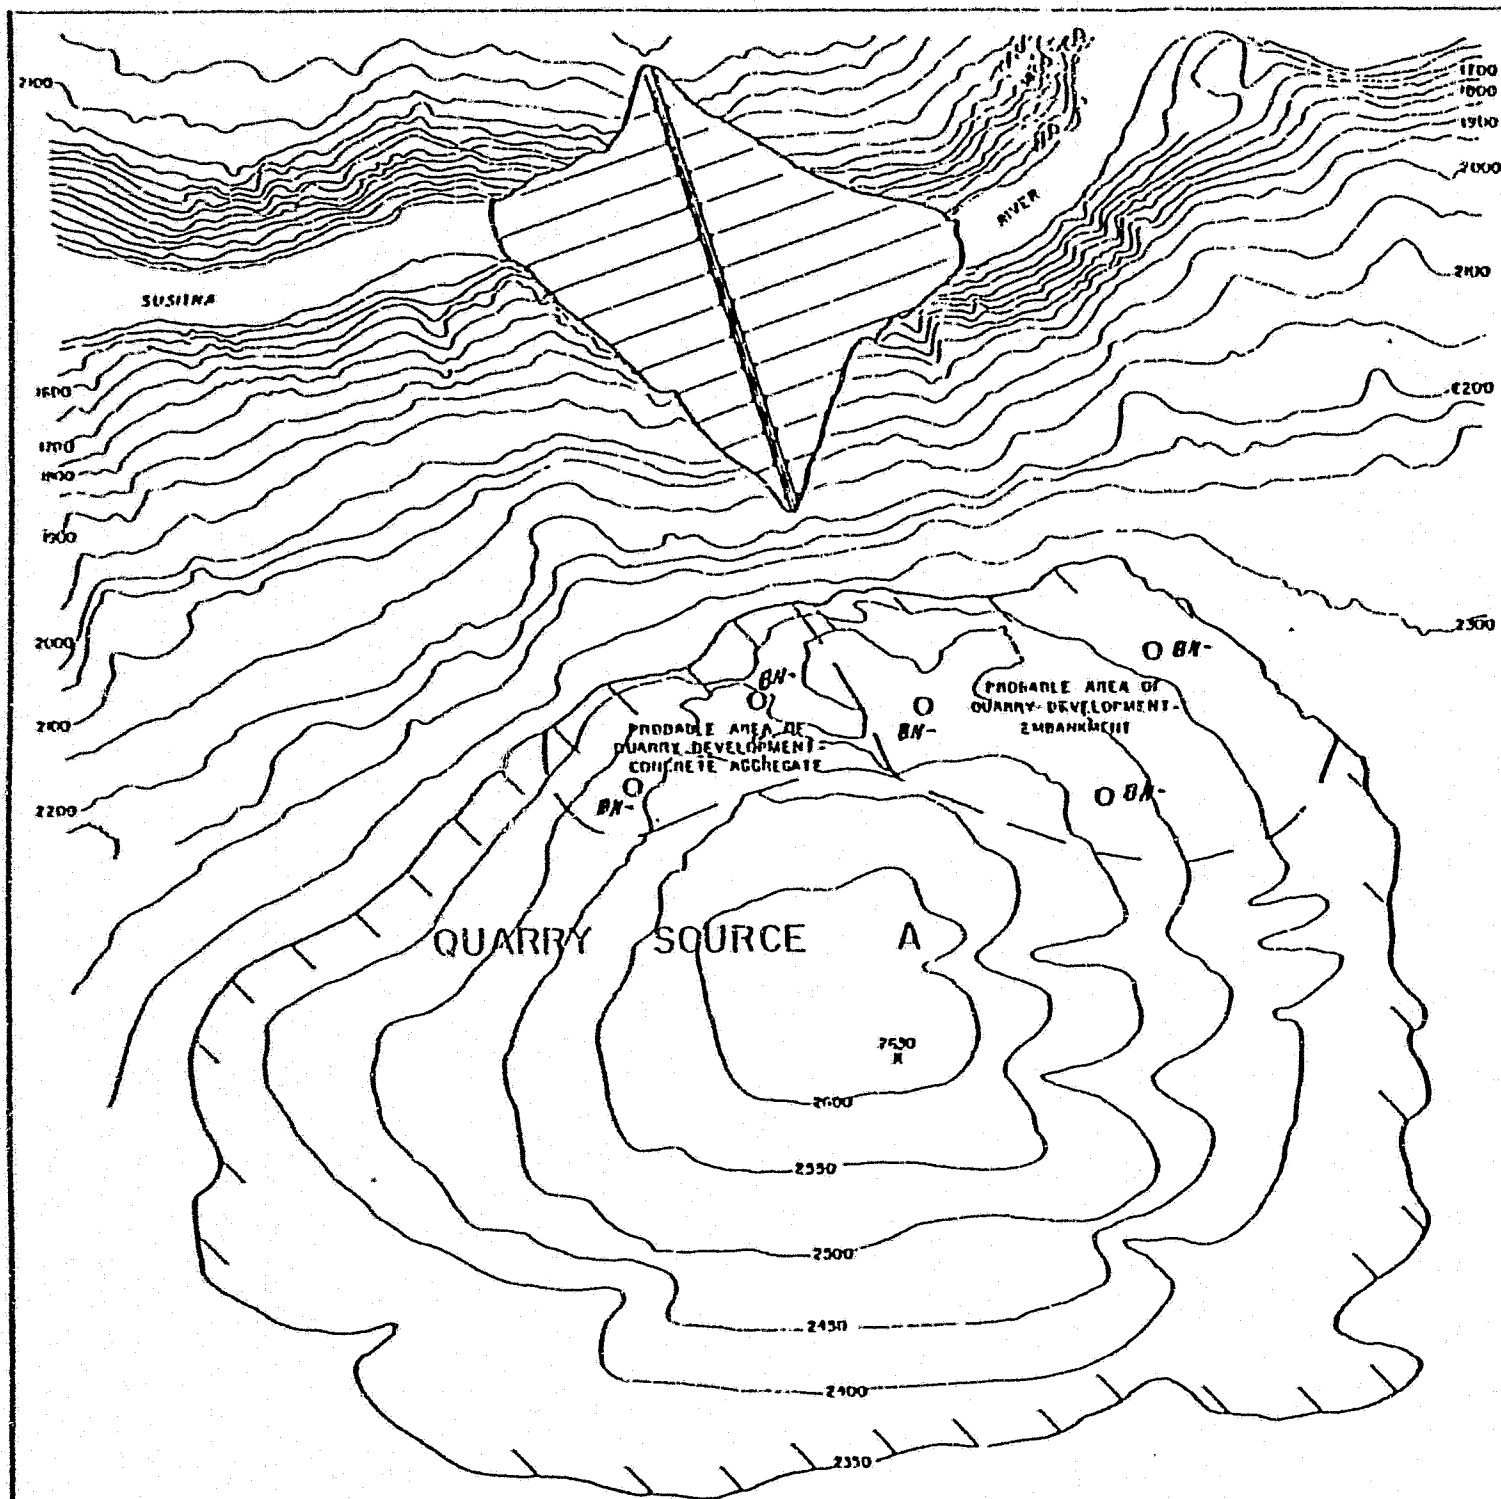 2100
1700
1800
1900
2000
RIVER
2100
SUSITNA
1600
2200
1700
1800
1900
2300
2000
BH-
BH-
PROBABLE AREA OF
QUARRY DEVELOPMENT-
EMBANKMENT
2100
BH-
PROBABLE AREA OF
QUARRY DEVELOPMENT-
CONCRETE AGGREGATE
BH-
BH-
2200
QUARRY SOURCE A
X
2600
2550
2500
2450
2400
2350